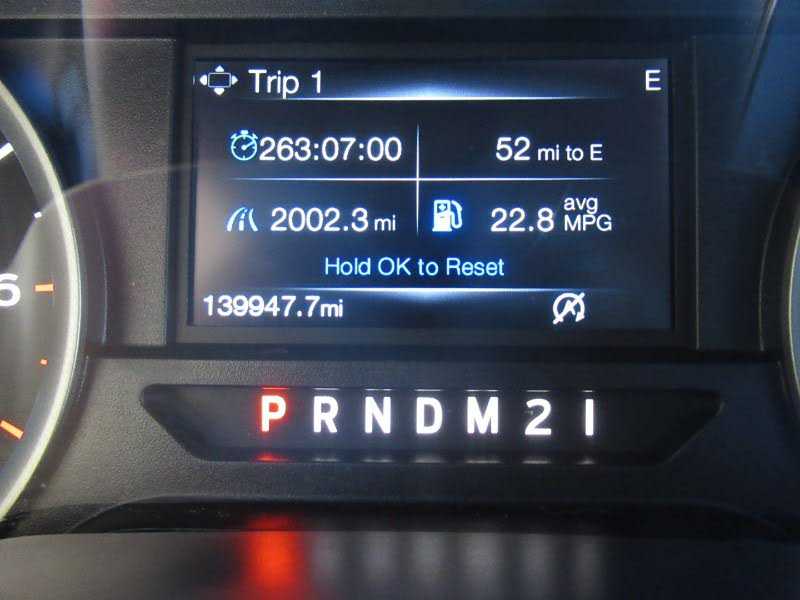 Trip 1 E
263:07:00 52 mi to E
2002.3 mi 22.8 avg MPG
Hold OK to Reset
139947.7mi
6
P R N D M 2 1